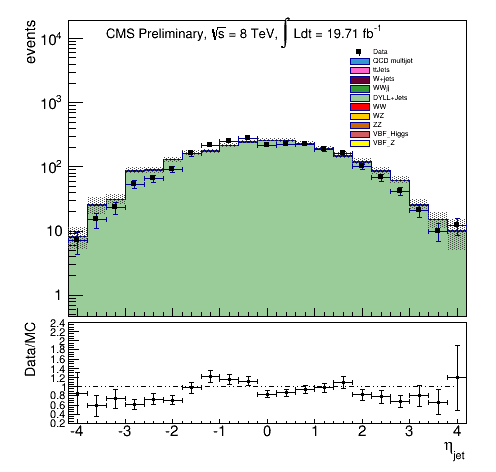 CMS Preliminary, √s = 8 TeV, ∫ Ldt = 19.71 fb⁻¹
events
10⁴
10³
10²
10
1
Data
QCD multijet
ttJets
W+jets
WWjj
DYLL+Jets
WW
WZ
ZZ
VBF_Higgs
VBF_Z
Data/MC
2.4
2.2
2
1.8
1.6
1.4
1.2
1
0.8
0.6
0.4
0.2
-4 -3 -2 -1 0 1 2 3 4
η_jet